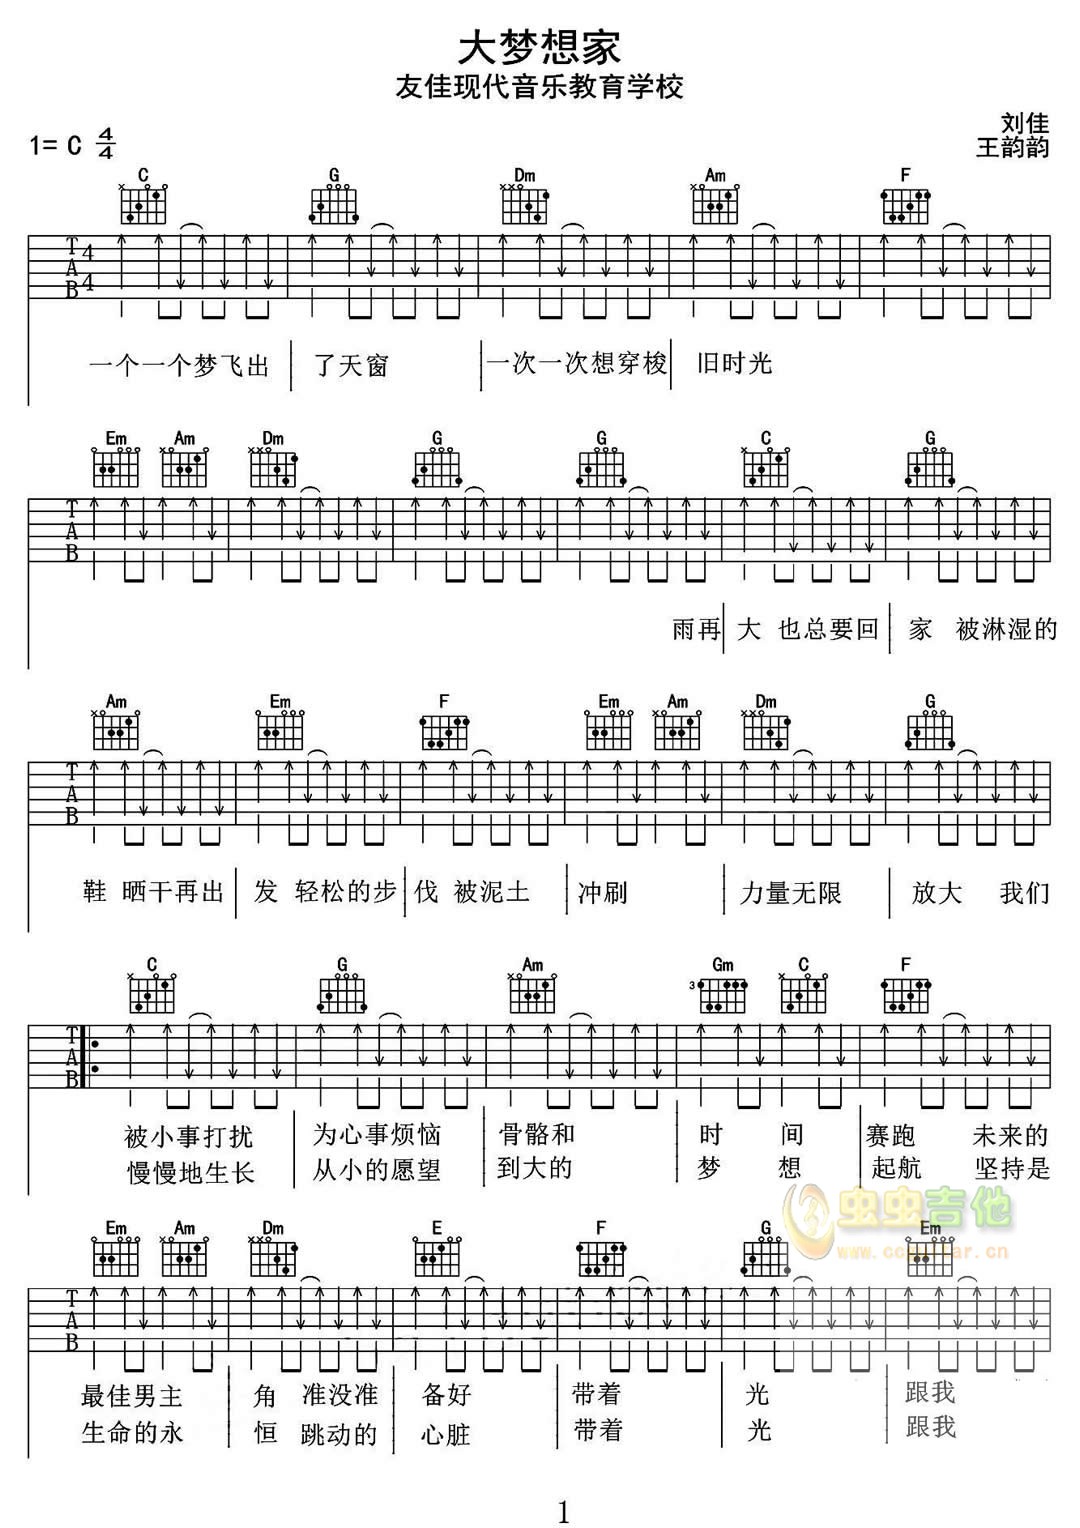 大梦想家
友佳现代音乐教育学校
1= C 4/4
刘佳
王韵韵
C G Dm Am F
TAB 4/4
一个一个梦飞出 了天窗 一次一次想穿梭 旧时光
Em Am Dm G G C G
TAB
雨再 大 也总要回 家 被淋湿的
Am Em F Em Am Dm G
TAB
鞋 晒干再出 发 轻松的步 伐 被泥土 冲刷 力量无限 放大 我们
C G Am Gm C F
3
TAB
被小事打扰 为心事烦恼 骨骼和 时 间 赛跑 未来的
慢慢地生长 从小的愿望 到大的 梦 想 起航 坚持是
虫虫吉他
www.ccguitar.cn
Em Am Dm E F G Em
TAB
最佳男主 角 准没准 备好 带着 光 跟我
生命的永 恒 跳动的 心脏 带着 光 跟我
1